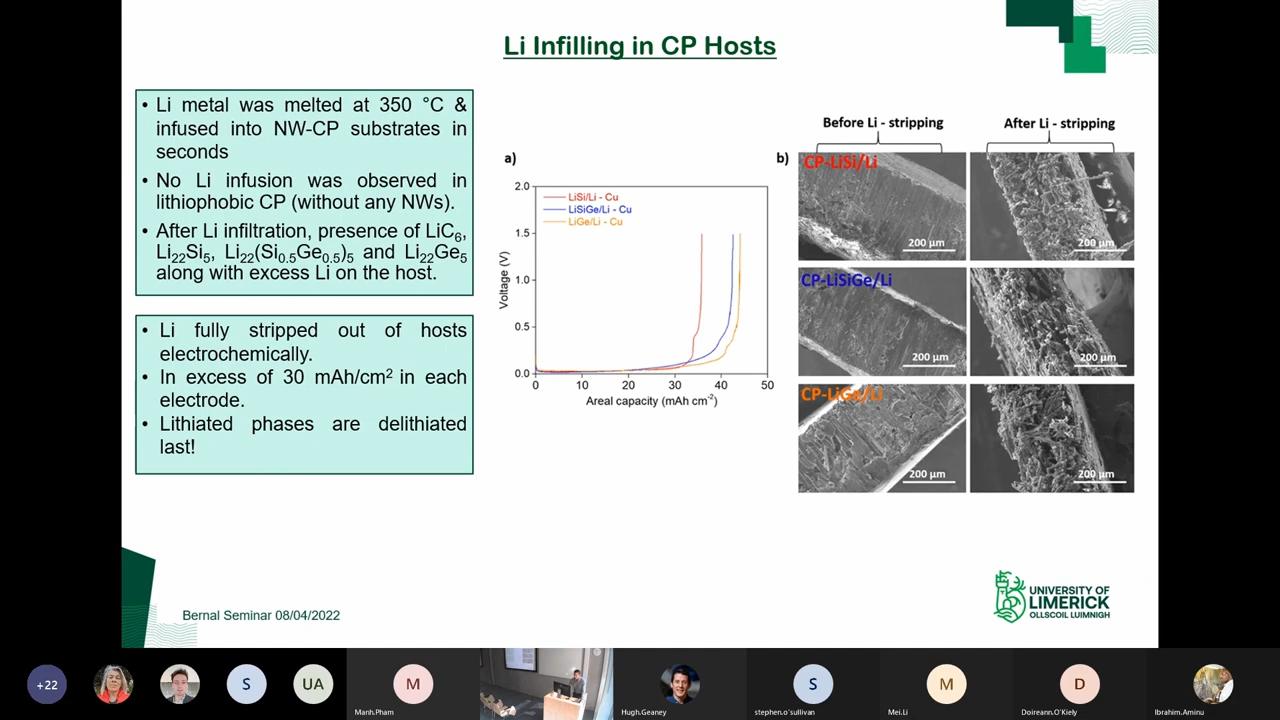 Li Infilling in CP Hosts
• Li metal was melted at 350 °C &
infused into NW-CP substrates in
seconds
• No Li infusion was observed in
lithiophobic CP (without any NWs).
• After Li infiltration, presence of LiC6,
Li22Si5, Li22(Si0.5Ge0.5)5 and Li22Ge5
along with excess Li on the host.
• Li fully stripped out of hosts
electrochemically.
• In excess of 30 mAh/cm2 in each
electrode.
• Lithiated phases are delithiated
last!
a)
2.0
1.5
1.0
0.5
0.0
Voltage (V)
LiSi/Li - Cu
LiSiGe/Li - Cu
LiGe/Li - Cu
0 10 20 30 40 50
Areal capacity (mAh cm-2)
b)
Before Li - stripping
After Li - stripping
CP-LiSi/Li
200 µm
200 µm
CP-LiSiGe/Li
200 µm
200 µm
CP-LiGe/Li
200 µm
200 µm
Bernal Seminar 08/04/2022
UNIVERSITY OF
LIMERICK
OLLSCOIL LUIMNIGH
+22
S
UA
M
Manh.Pham
Hugh.Geaney
S
stephen.o'sullivan
M
Mei.Li
D
Doireann.O'Kiely
Ibrahim.Aminu